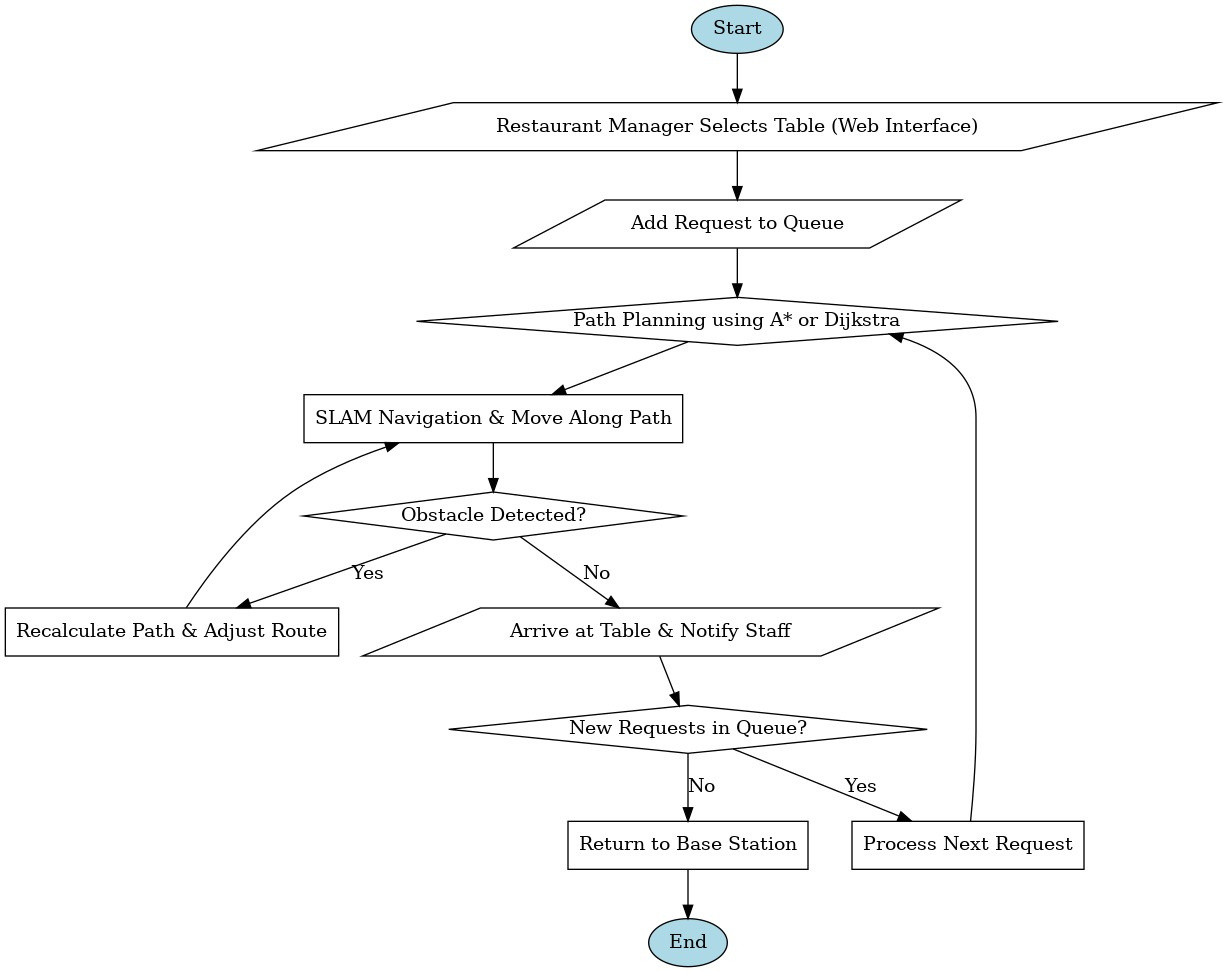 Start
Restaurant Manager Selects Table (Web Interface)
Add Request to Queue
Path Planning using A* or Dijkstra
SLAM Navigation & Move Along Path
Obstacle Detected?
Yes
No
Recalculate Path & Adjust Route
Arrive at Table & Notify Staff
New Requests in Queue?
No
Yes
Return to Base Station
Process Next Request
End